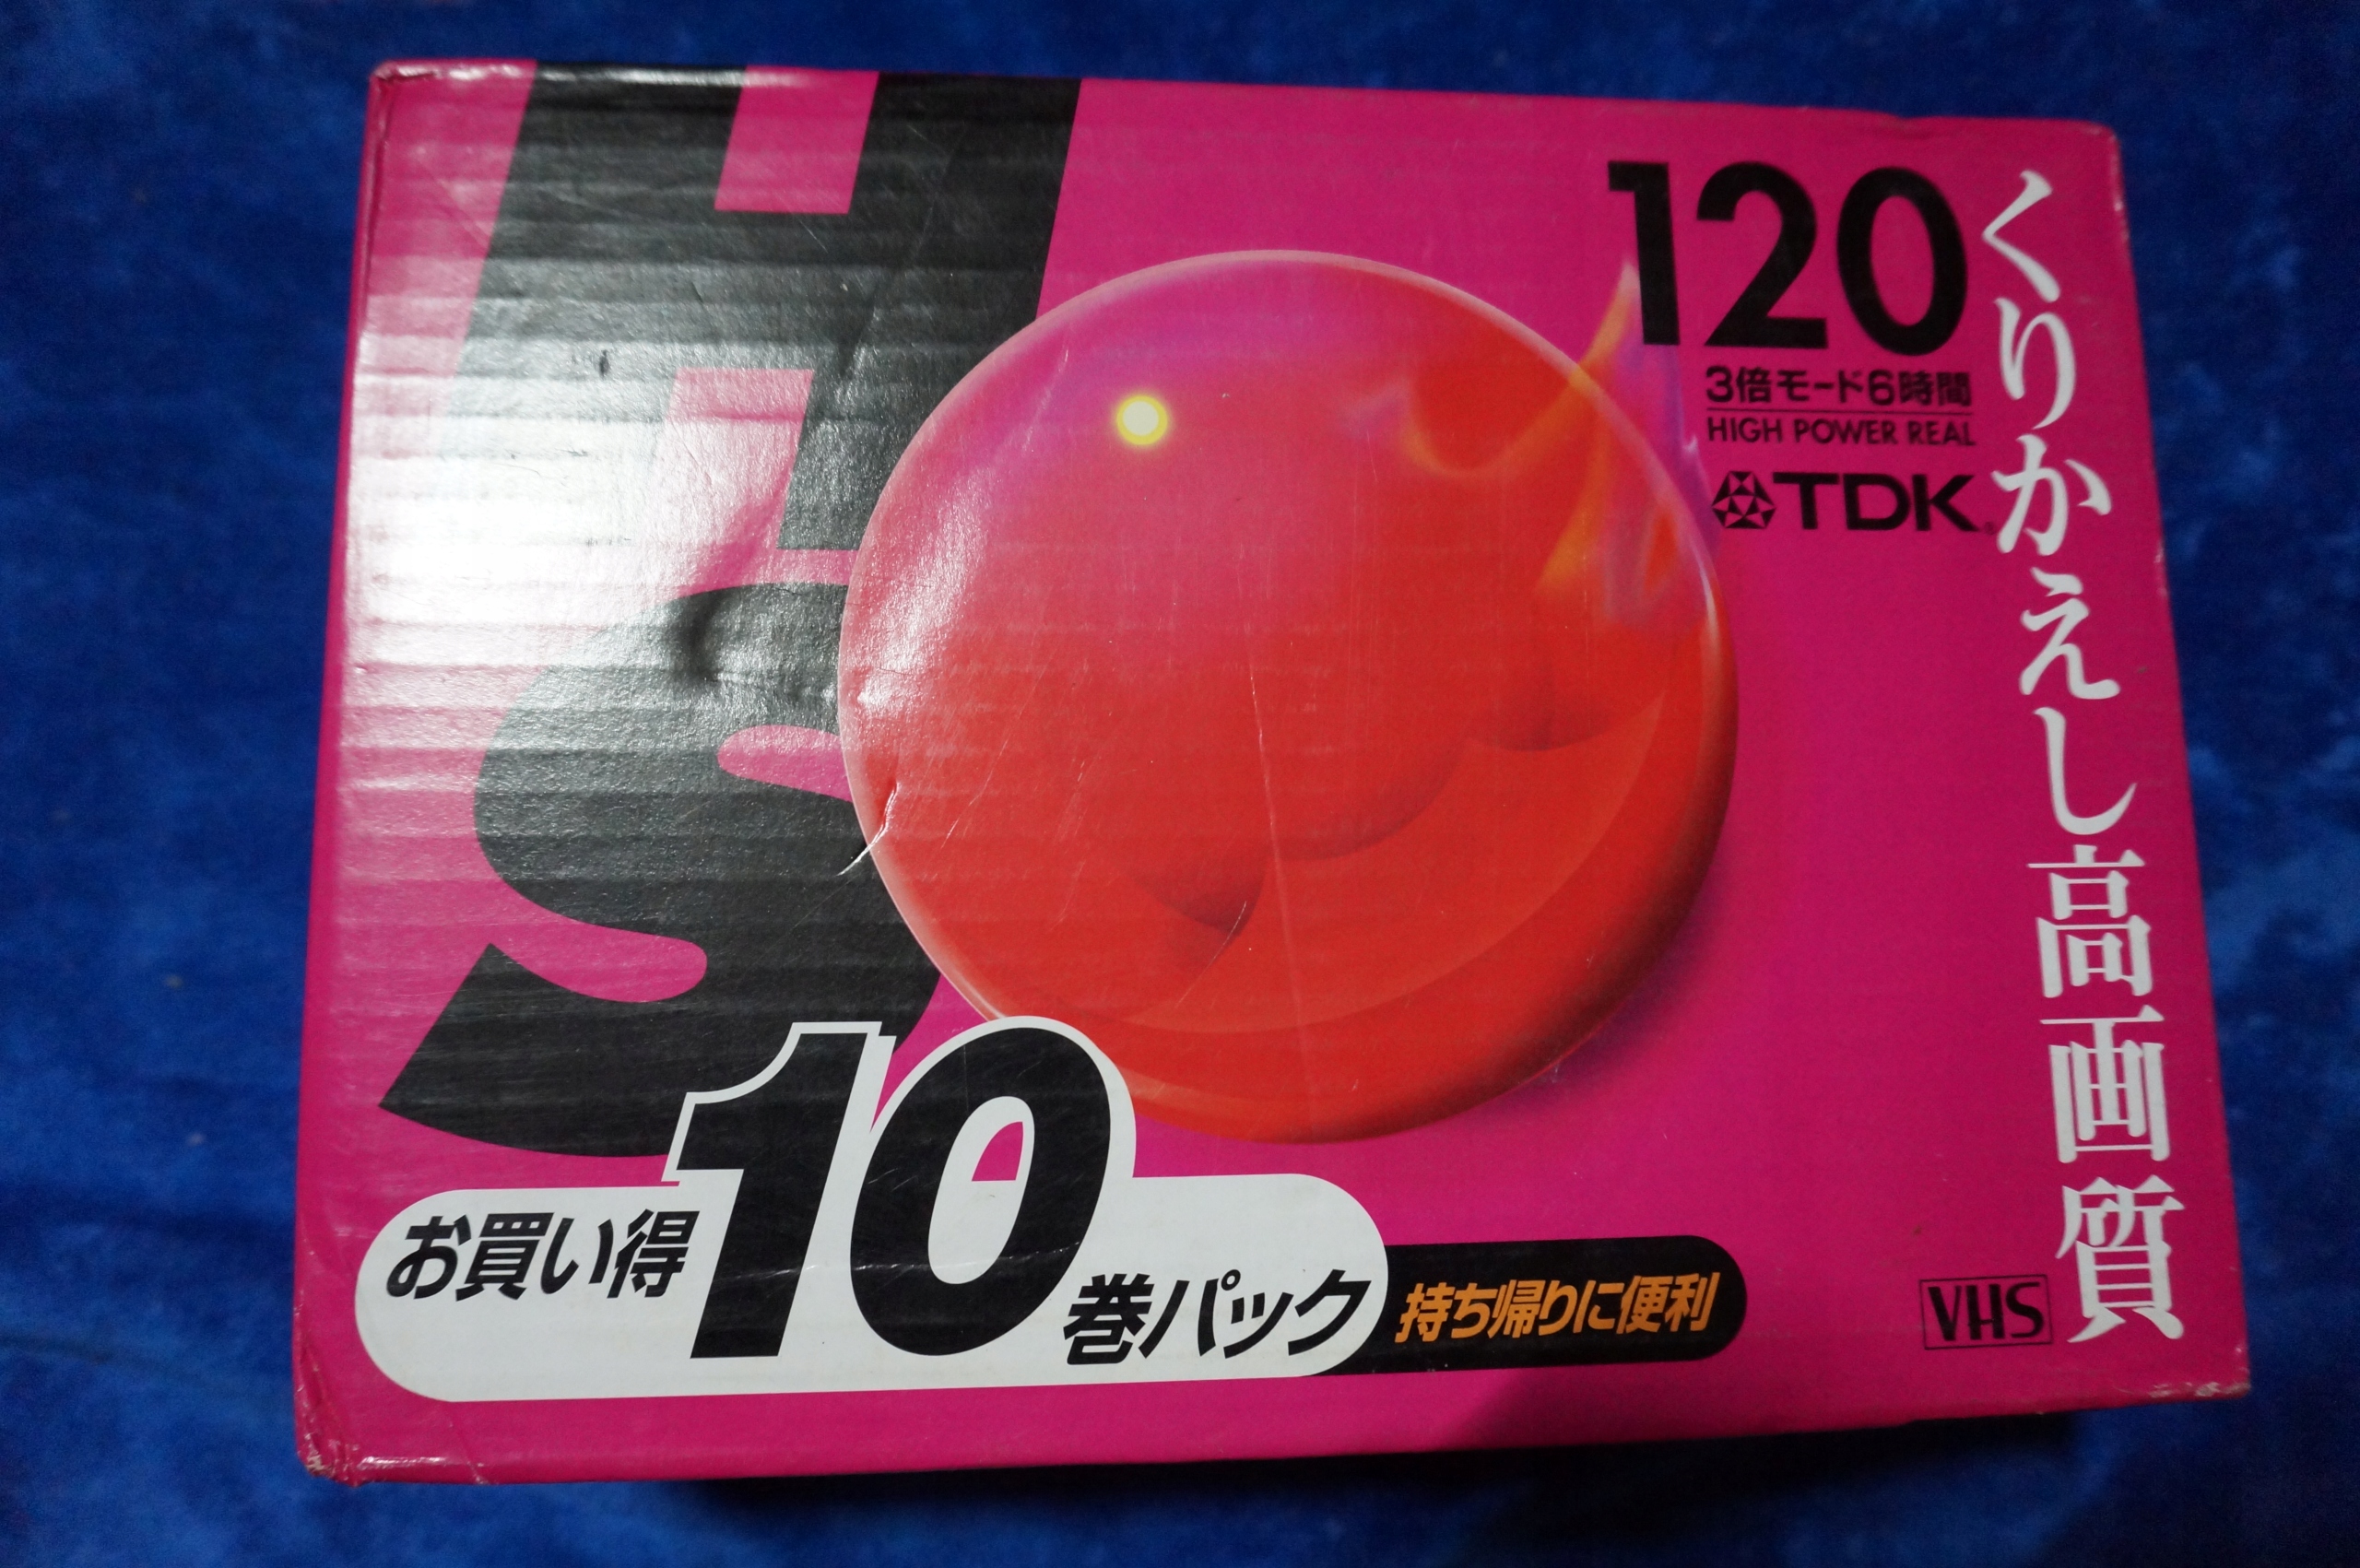 HS
120
3倍モード6時間
HIGH POWER REAL
TDK®
くりかえし高画質
お買い得10巻パック
持ち帰りに便利
VHS